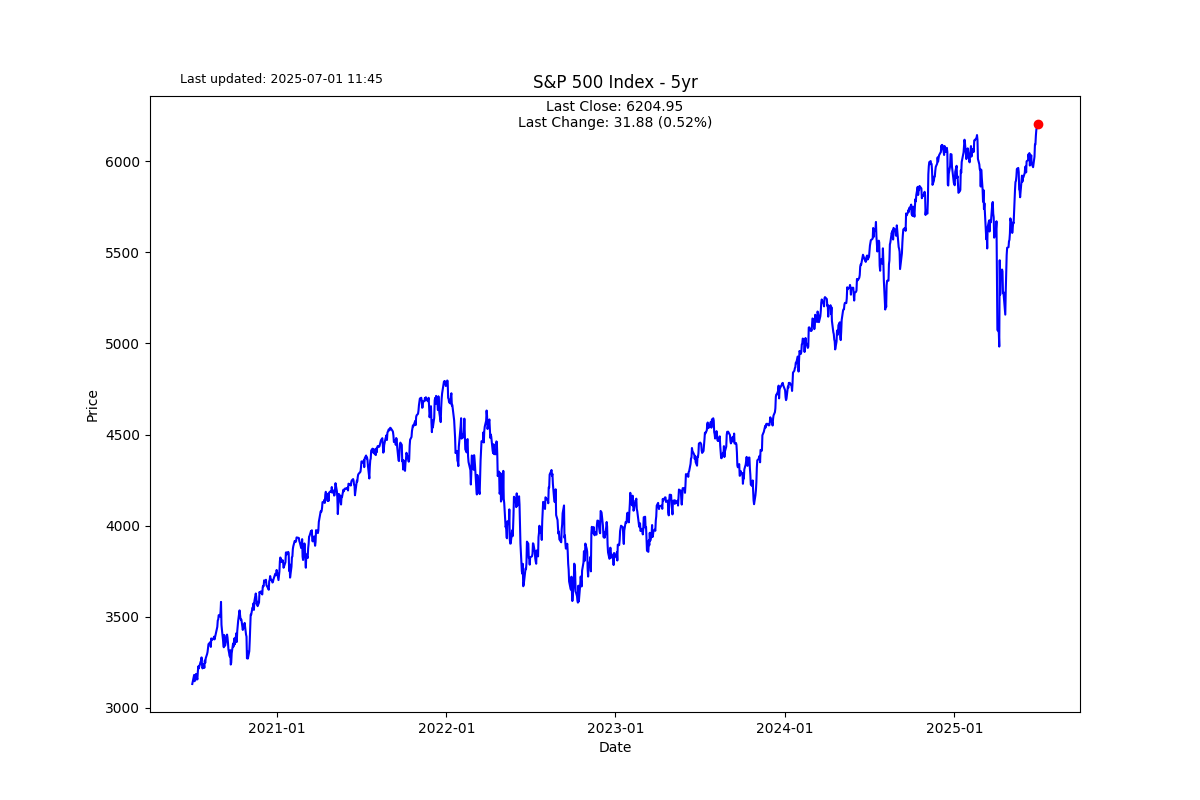 Last updated: 2025-07-01 11:45
S&P 500 Index - 5yr
Last Close: 6204.95
Last Change: 31.88 (0.52%)
Price
6000
5500
5000
4500
4000
3500
3000
2021-01
2022-01
2023-01
2024-01
2025-01
Date